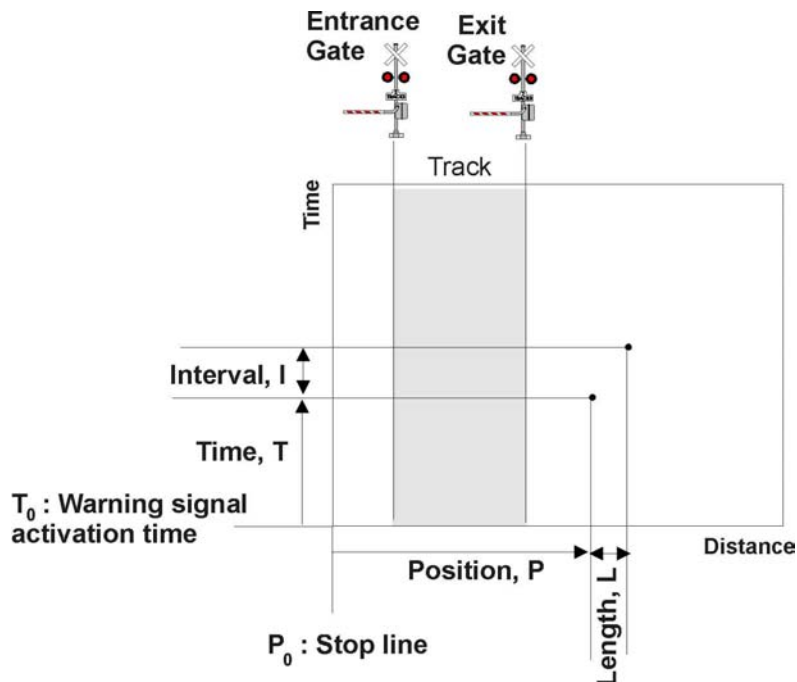 Entrance
Gate
Exit
Gate
Track
Time
Interval, I
Time, T
T0 : Warning signal
activation time
Distance
Position, P
Length, L
P0 : Stop line